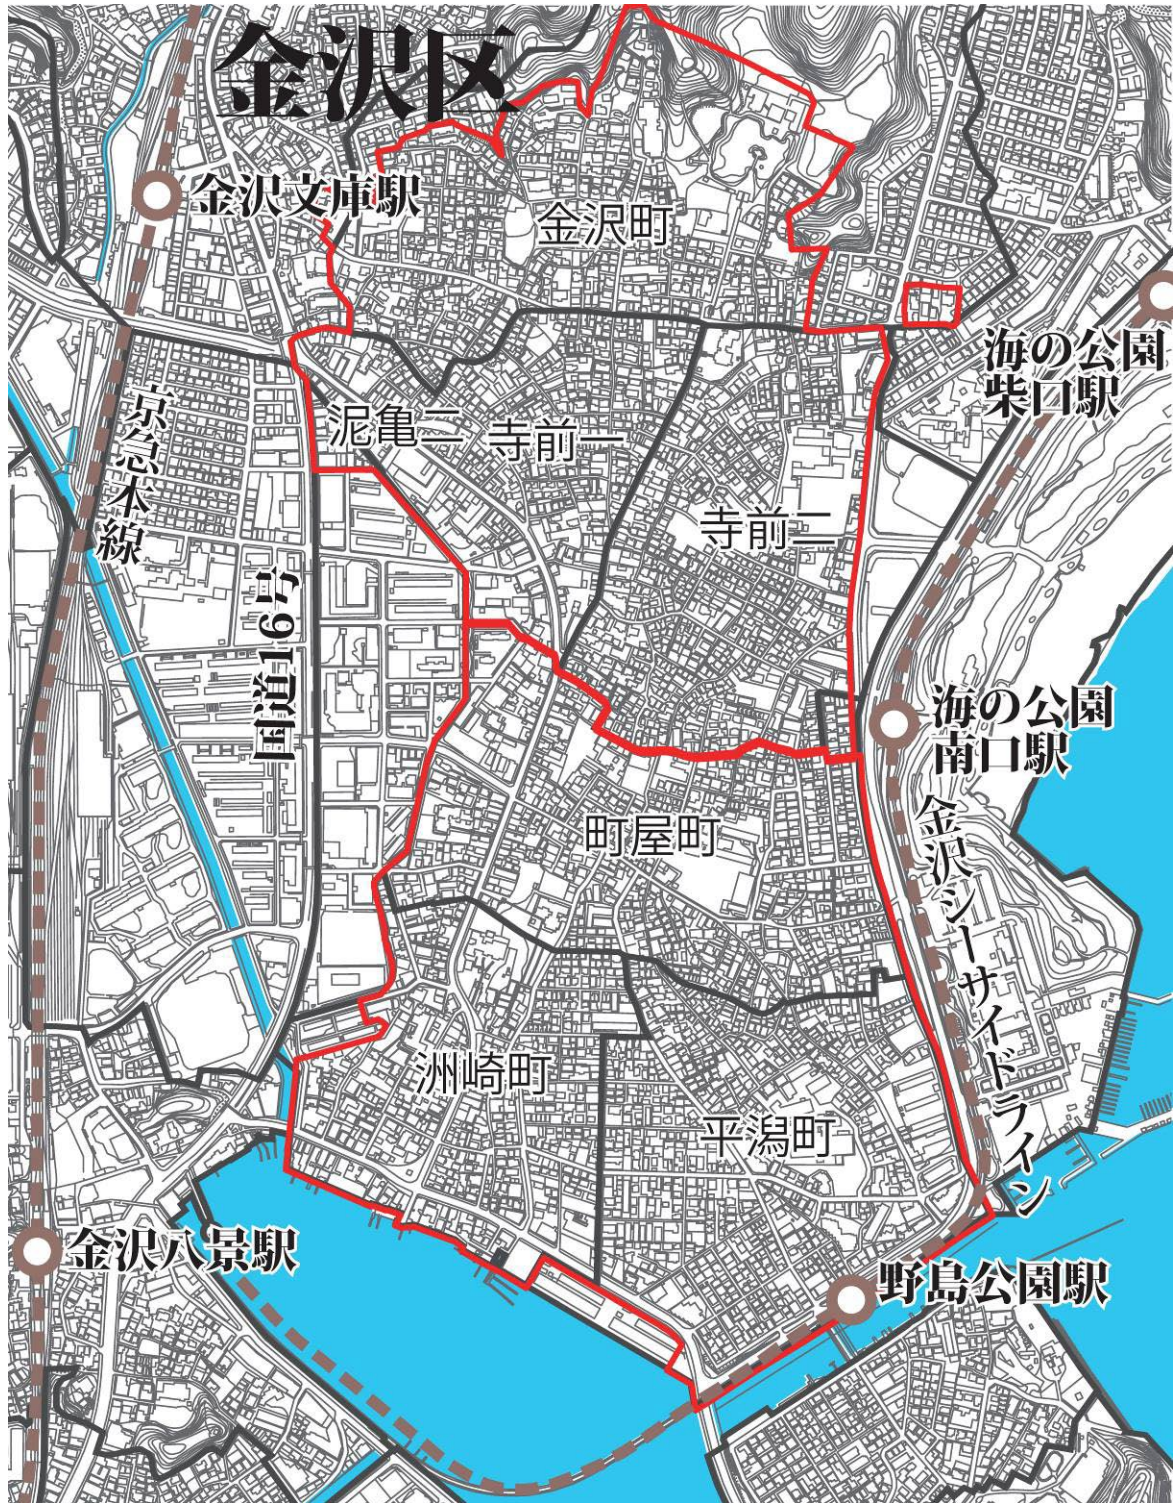 金沢区
金沢文庫駅
金沢町
海の公園
柴口駅
京急本線
泥亀二
寺前一
寺前二
国道16号
海の公園
南口駅
金沢シーサイドライン
町屋町
洲崎町
平潟町
金沢八景駅
野島公園駅